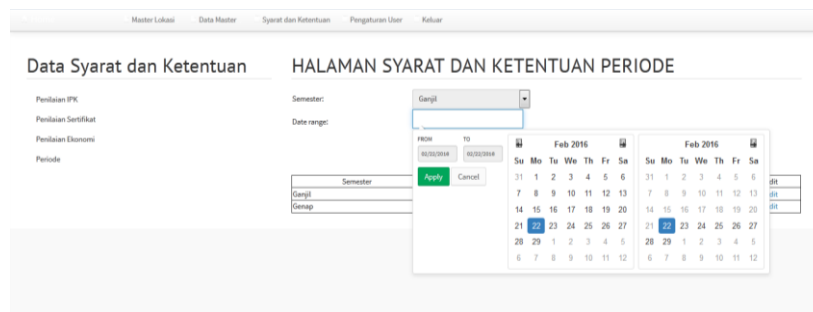 Master Lokasi Data Master Syarat dan Ketentuan Pengaturan User Keluar
Data Syarat dan Ketentuan
Penilaian IPK
Penilaian Sertifikat
Penilaian Ekonomi
Periode
HALAMAN SYARAT DAN KETENTUAN PERIODE
Semester: Ganjil
Date range:
FROM TO
02/22/2016 02/22/2016
Apply Cancel
Feb 2016
Su Mo Tu We Th Fr Sa
31 1 2 3 4 5 6
7 8 9 10 11 12 13
14 15 16 17 18 19 20
21 22 23 24 25 26 27
28 29 1 2 3 4 5
6 7 8 9 10 11 12
Feb 2016
Su Mo Tu We Th Fr Sa
31 1 2 3 4 5 6
7 8 9 10 11 12 13
14 15 16 17 18 19 20
21 22 23 24 25 26 27
28 29 1 2 3 4 5
6 7 8 9 10 11 12
Semester dit
Ganjil dit
Genap dit